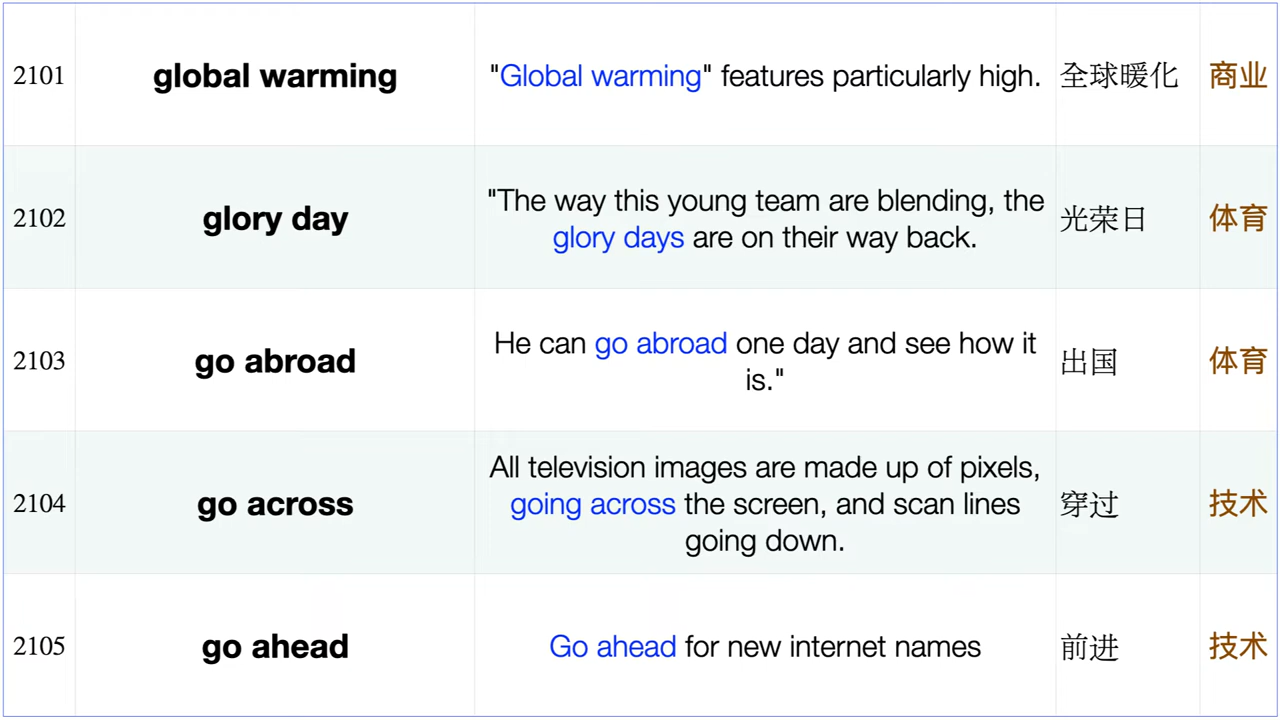 2101 global warming "Global warming" features particularly high. 全球暖化 商业
2102 glory day "The way this young team are blending, the
glory days are on their way back. 光荣日 体育
2103 go abroad He can go abroad one day and see how it
is." 出国 体育
2104 go across All television images are made up of pixels,
going across the screen, and scan lines
going down. 穿过 技术
2105 go ahead Go ahead for new internet names 前进 技术